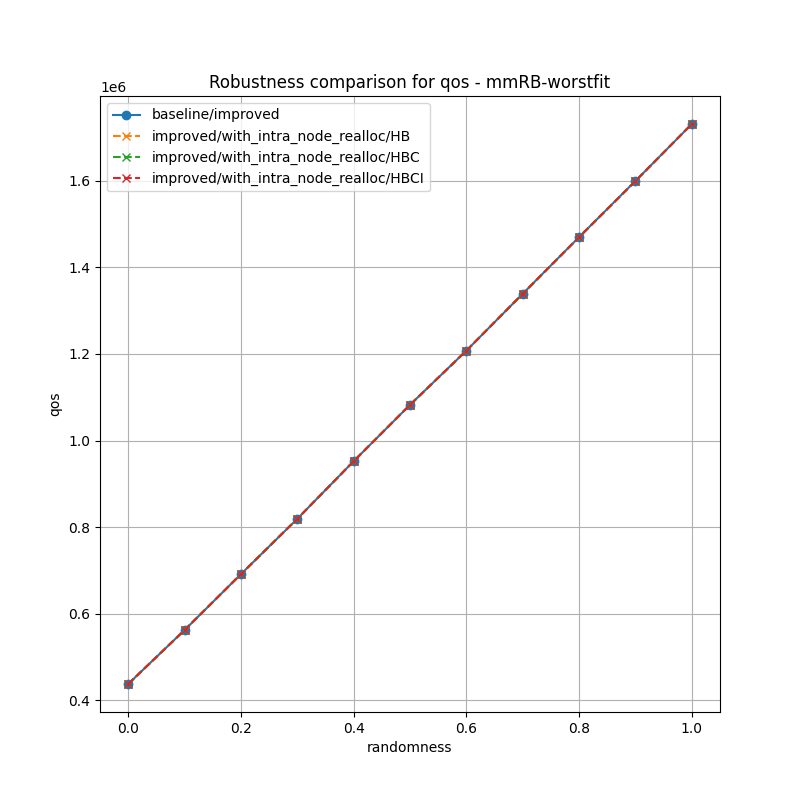 Robustness comparison for qos - mmRB-worstfit
1e6
baseline/improved
improved/with_intra_node_realloc/HB
improved/with_intra_node_realloc/HBC
improved/with_intra_node_realloc/HBCI
1.6
1.4
1.2
1.0
0.8
0.6
0.4
qos
0.0 0.2 0.4 0.6 0.8 1.0
randomness